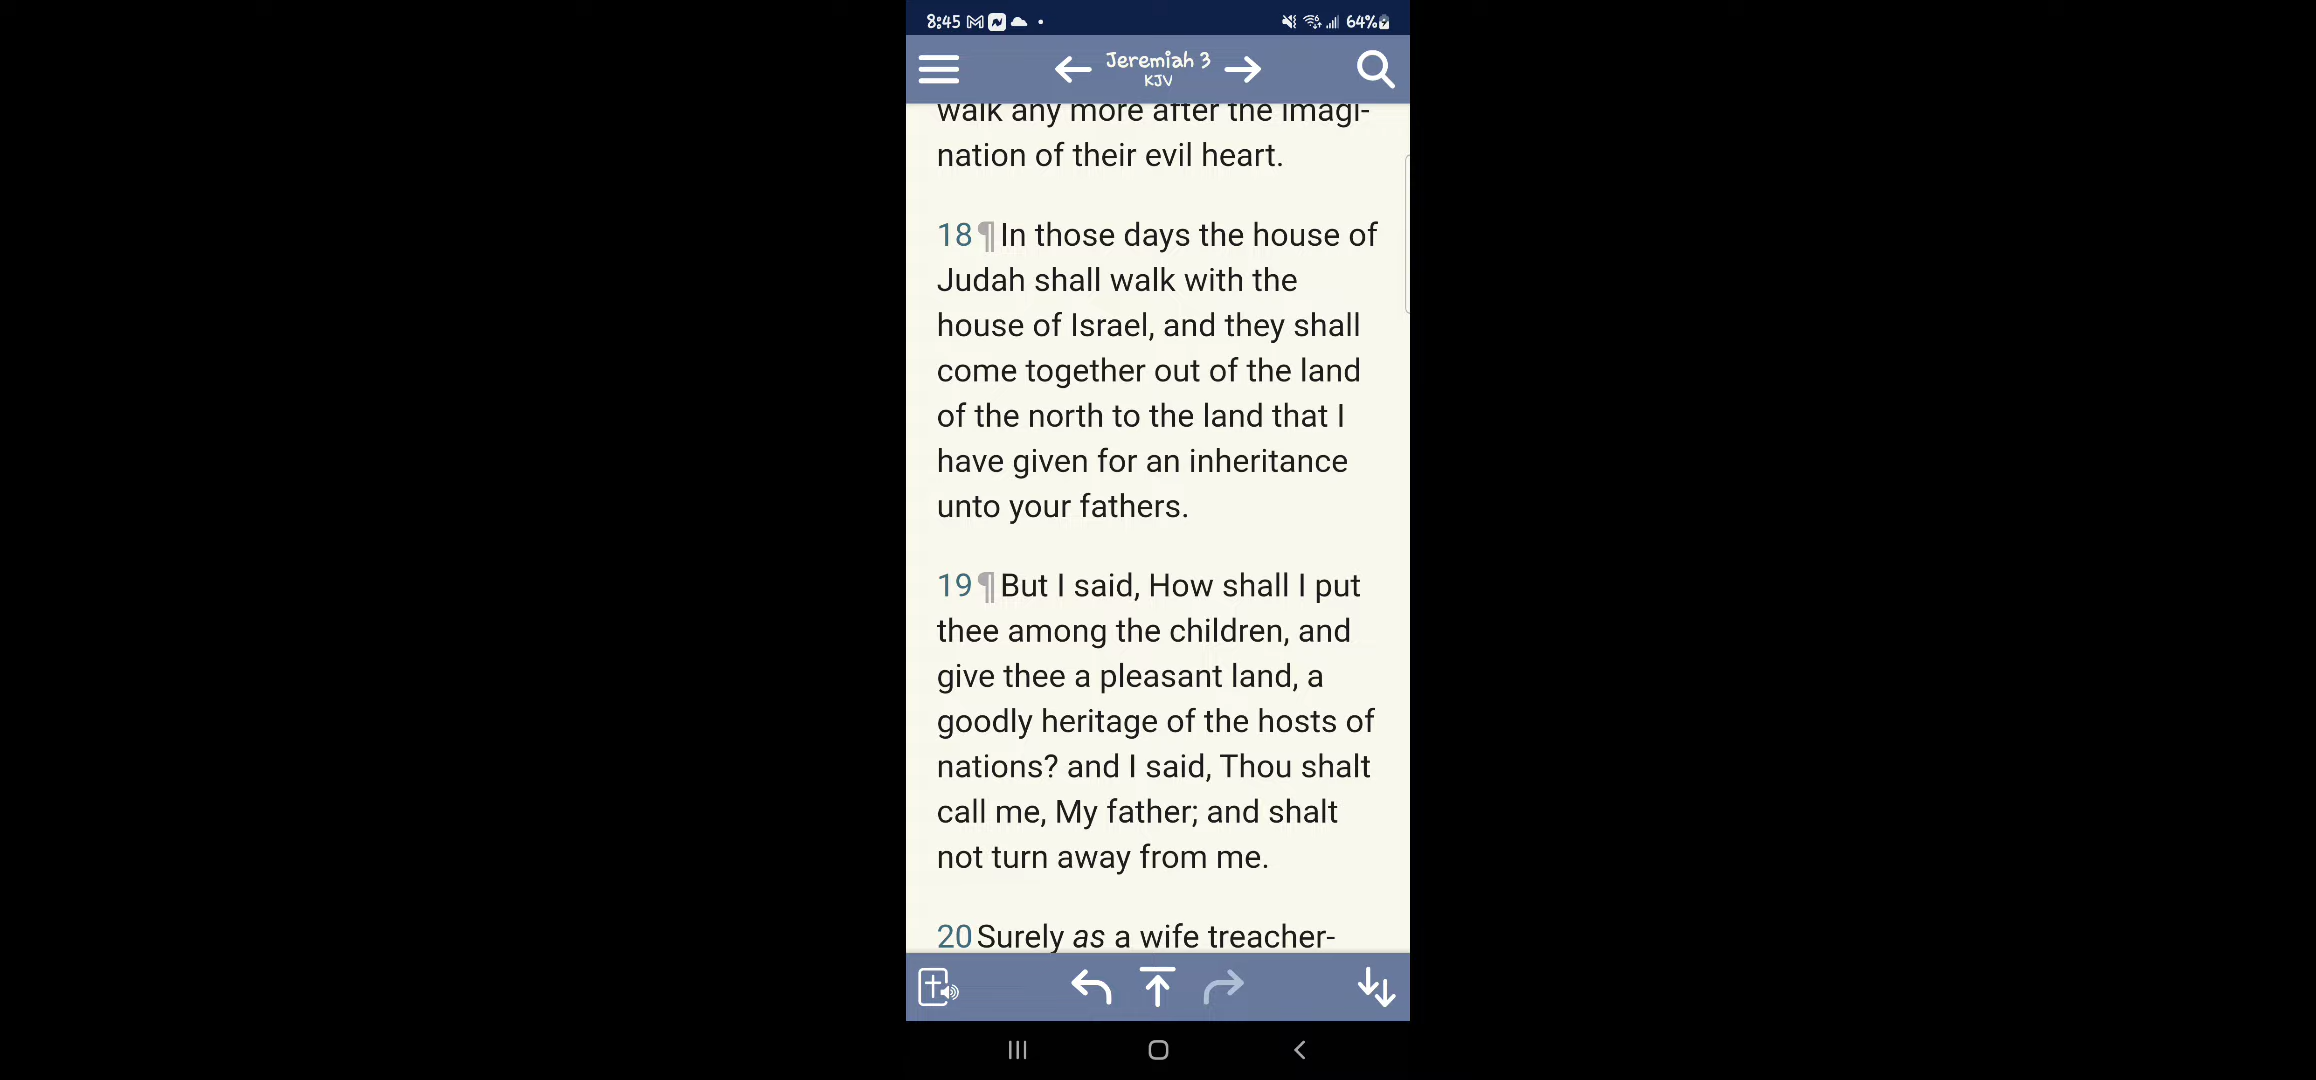 8:45
64%
Jeremiah 3
KJV
walk any more after the imagi-
nation of their evil heart.
18 ¶ In those days the house of
Judah shall walk with the
house of Israel, and they shall
come together out of the land
of the north to the land that I
have given for an inheritance
unto your fathers.
19 ¶ But I said, How shall I put
thee among the children, and
give thee a pleasant land, a
goodly heritage of the hosts of
nations? and I said, Thou shalt
call me, My father; and shalt
not turn away from me.
20 Surely as a wife treacher-